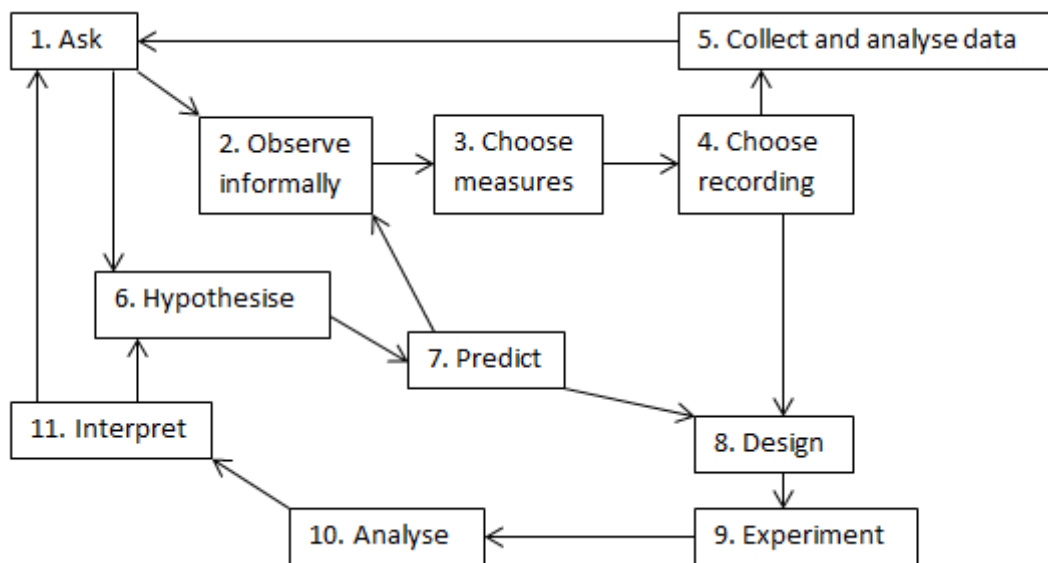 1. Ask
5. Collect and analyse data
2. Observe
informally
3. Choose
measures
4. Choose
recording
6. Hypothesise
7. Predict
11. Interpret
8. Design
10. Analyse
9. Experiment